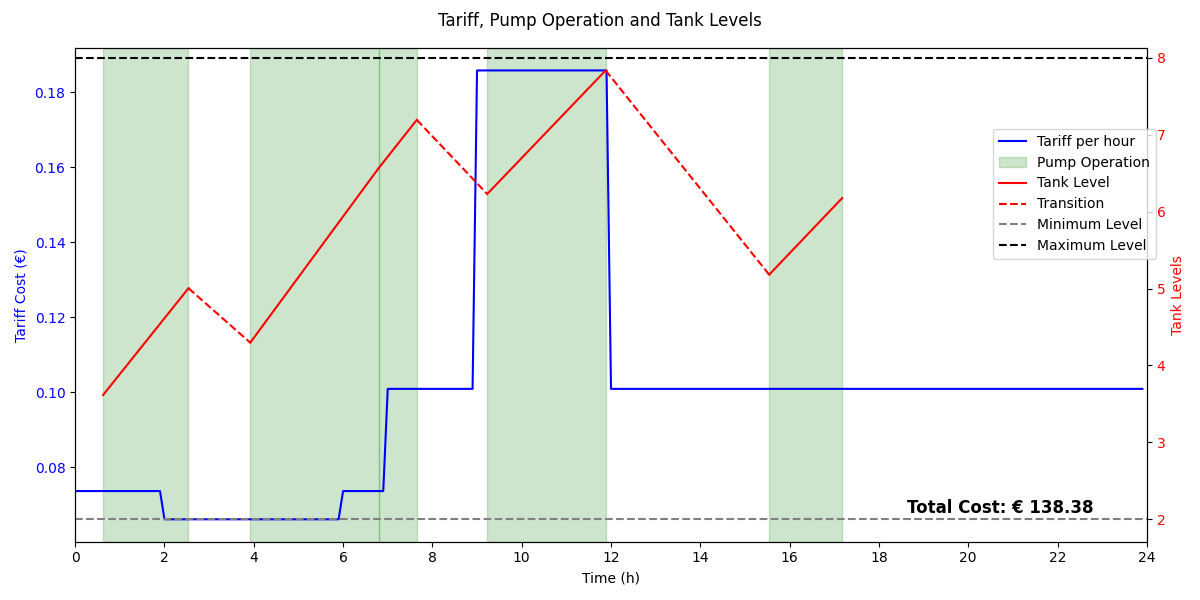 Tariff, Pump Operation and Tank Levels
Tariff Cost (€)
0.18
0.16
0.14
0.12
0.10
0.08
8
7
6
5
4
3
2
Tank Levels
Tariff per hour
Pump Operation
Tank Level
Transition
Minimum Level
Maximum Level
Total Cost: € 138.38
0 2 4 6 8 10 12 14 16 18 20 22 24
Time (h)